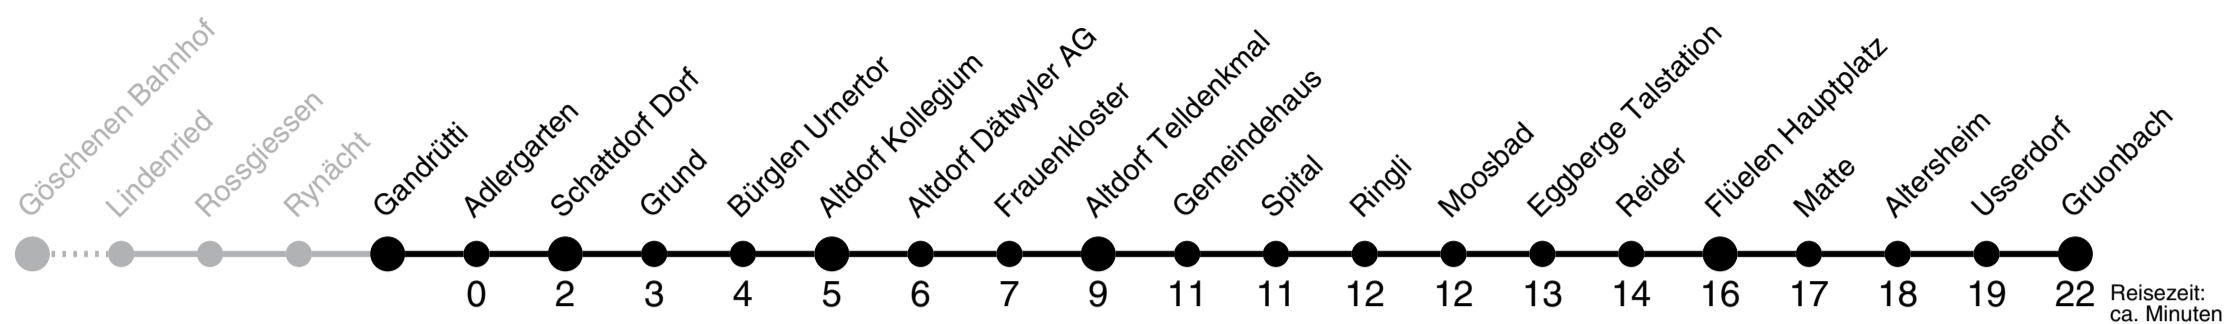 Göschenen Bahnhof
Lindenried
Rossgiessen
Rynächt
Gandrütti
Adlergarten
Schattdorf Dorf
Grund
Bürglen Urnertor
Altdorf Kollegium
Altdorf Dätwyler AG
Frauenkloster
Altdorf Telldenkmal
Gemeindehaus
Spital
Ringli
Moosbad
Eggberge Talstation
Reider
Flüelen Hauptplatz
Matte
Altersheim
Usserdorf
Gruonbach
0 2 3 4 5 6 7 9 11 11 12 12 13 14 16 17 18 19 22
Reisezeit:
ca. Minuten